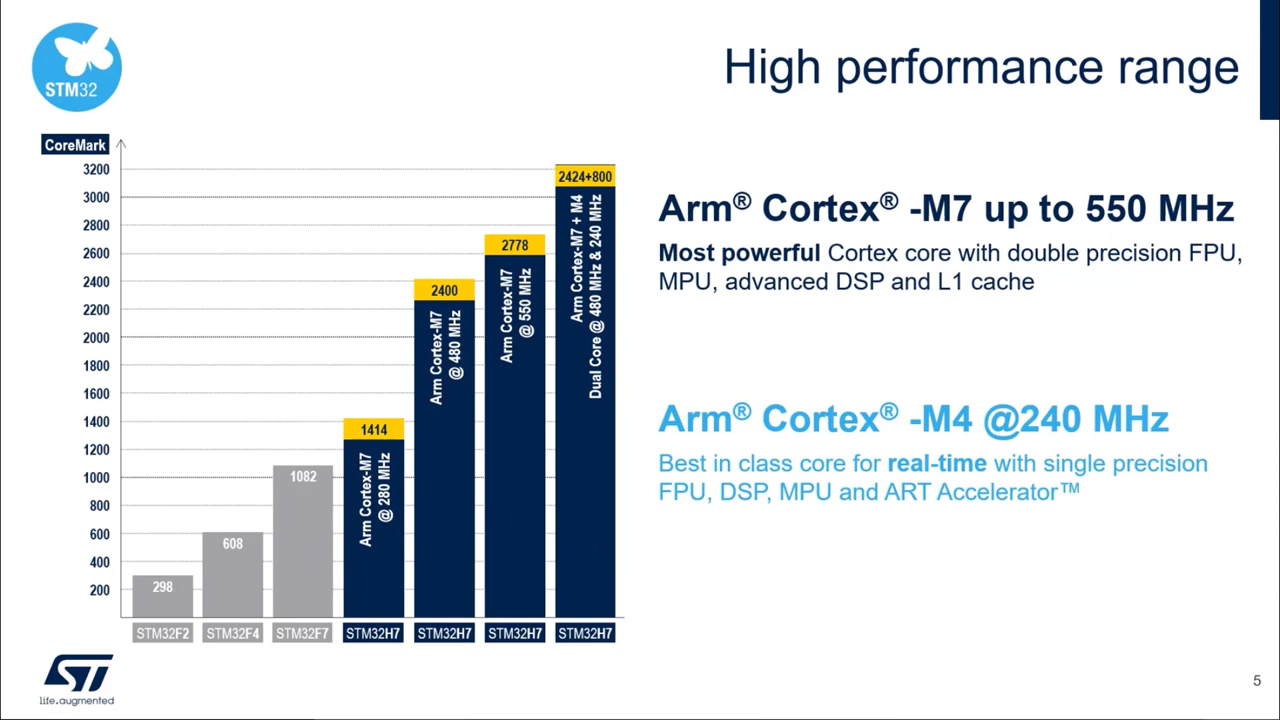 STM32
High performance range
CoreMark
3200
3000
2800
2600
2400
2200
2000
1800
1600
1400
1200
1000
800
600
400
200
298
608
1082
1414
Arm Cortex-M7
@ 280 MHz
2400
Arm Cortex-M7
@ 480 MHz
2778
Arm Cortex-M7
@ 550 MHz
2424+800
Arm Cortex-M7 + M4
Dual Core @ 480 MHz & 240 MHz
STM32F2
STM32F4
STM32F7
STM32H7
STM32H7
STM32H7
STM32H7
Arm® Cortex® -M7 up to 550 MHz
Most powerful Cortex core with double precision FPU,
MPU, advanced DSP and L1 cache
Arm® Cortex® -M4 @240 MHz
Best in class core for real-time with single precision
FPU, DSP, MPU and ART Accelerator™
ST
life.augmented
5